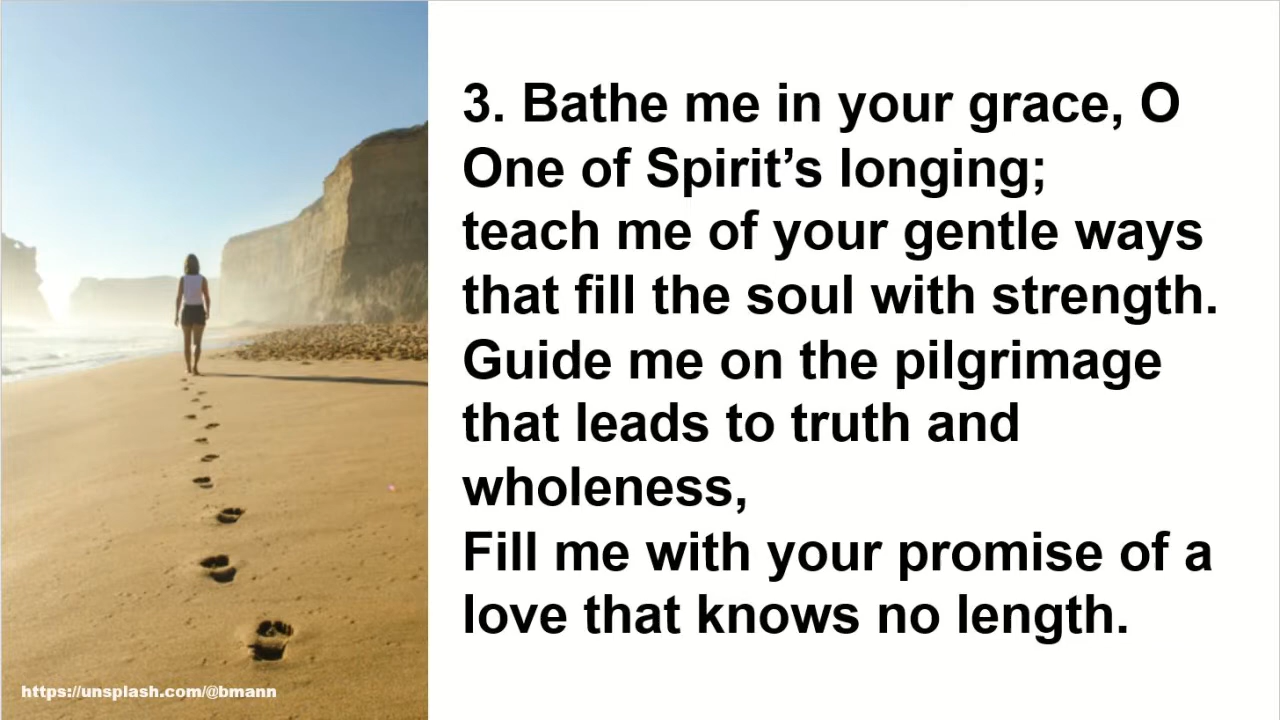 3. Bathe me in your grace, O
One of Spirit’s longing;
teach me of your gentle ways
that fill the soul with strength.
Guide me on the pilgrimage
that leads to truth and
wholeness,
Fill me with your promise of a
love that knows no length.
https://unsplash.com/@bmann